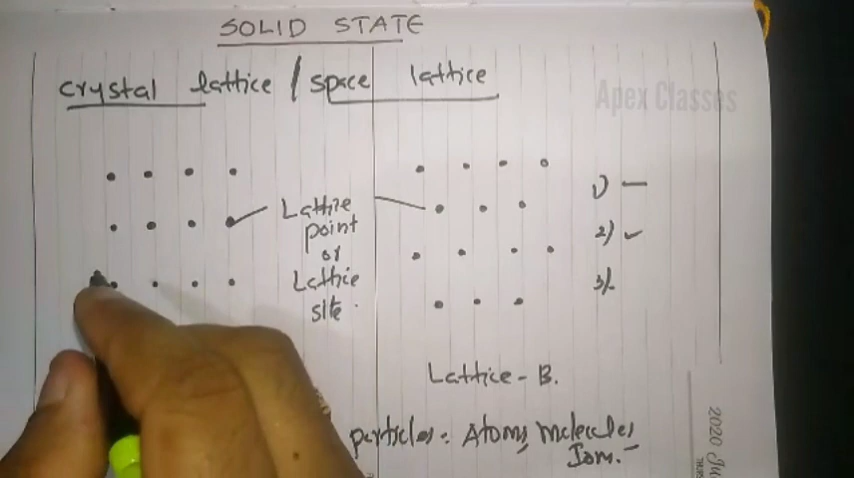 SOLID STATE
crystal lattice / space lattice
Apex Classes
Lattice
point
or
Lattice
site.
1) —
2) ✓
3)
Lattice - B.
particles: Atoms, molecules,
Ions.
2020